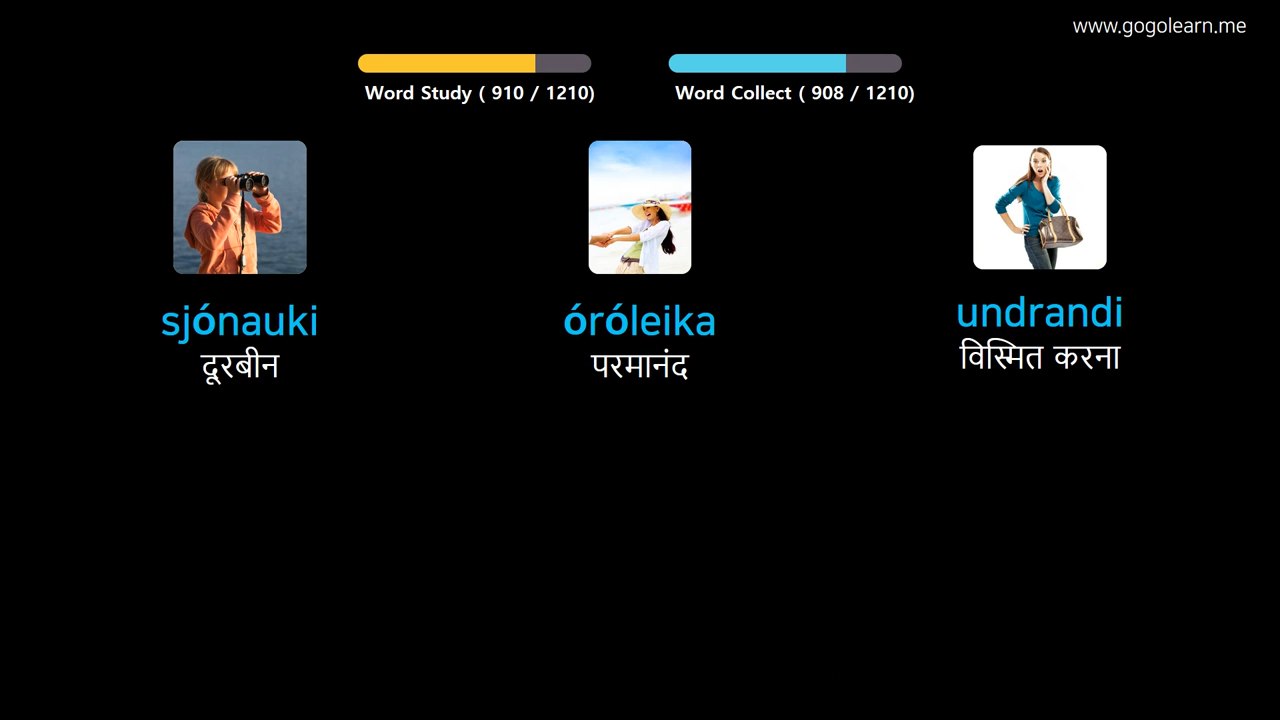 www.gogolearn.me
Word Study ( 910 / 1210)
Word Collect ( 908 / 1210)
sjónauki
दूरबीन
óróleika
परमानंद
undrandi
विस्मित करना